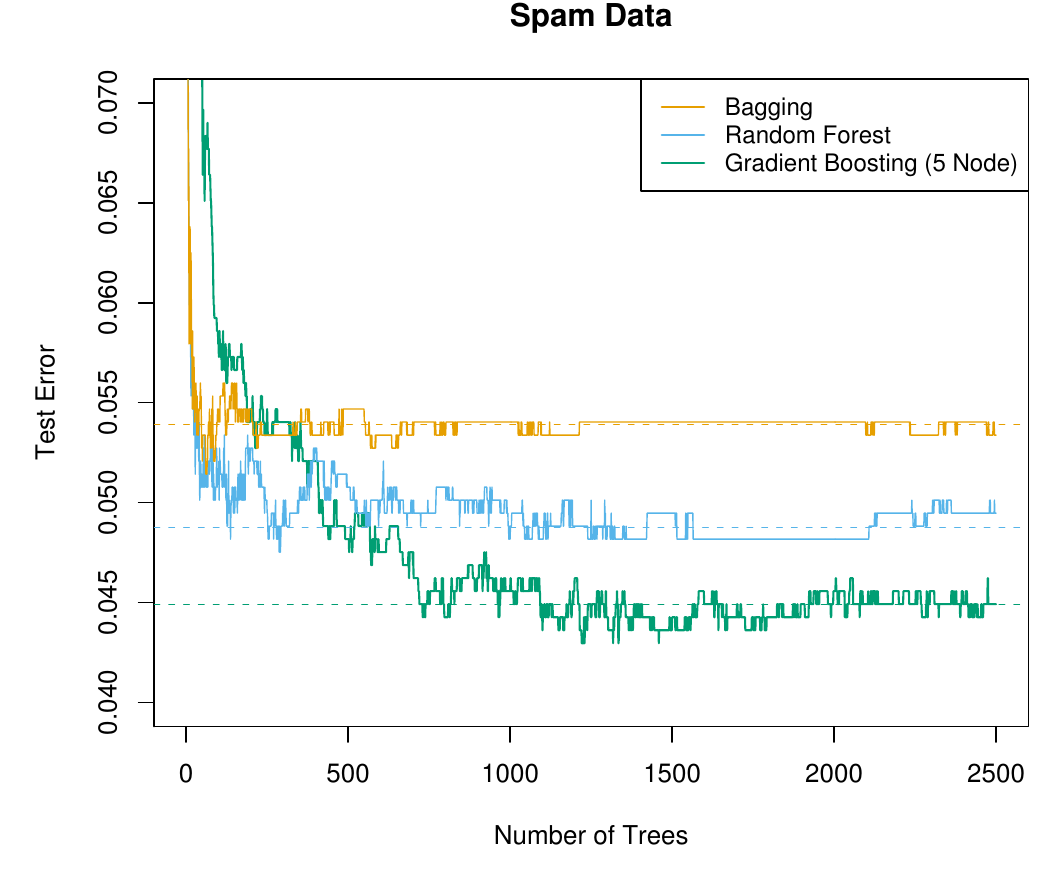 Spam Data
Bagging
Random Forest
Gradient Boosting (5 Node)
Test Error
0.070
0.065
0.060
0.055
0.050
0.045
0.040
0
500
1000
1500
2000
2500
Number of Trees